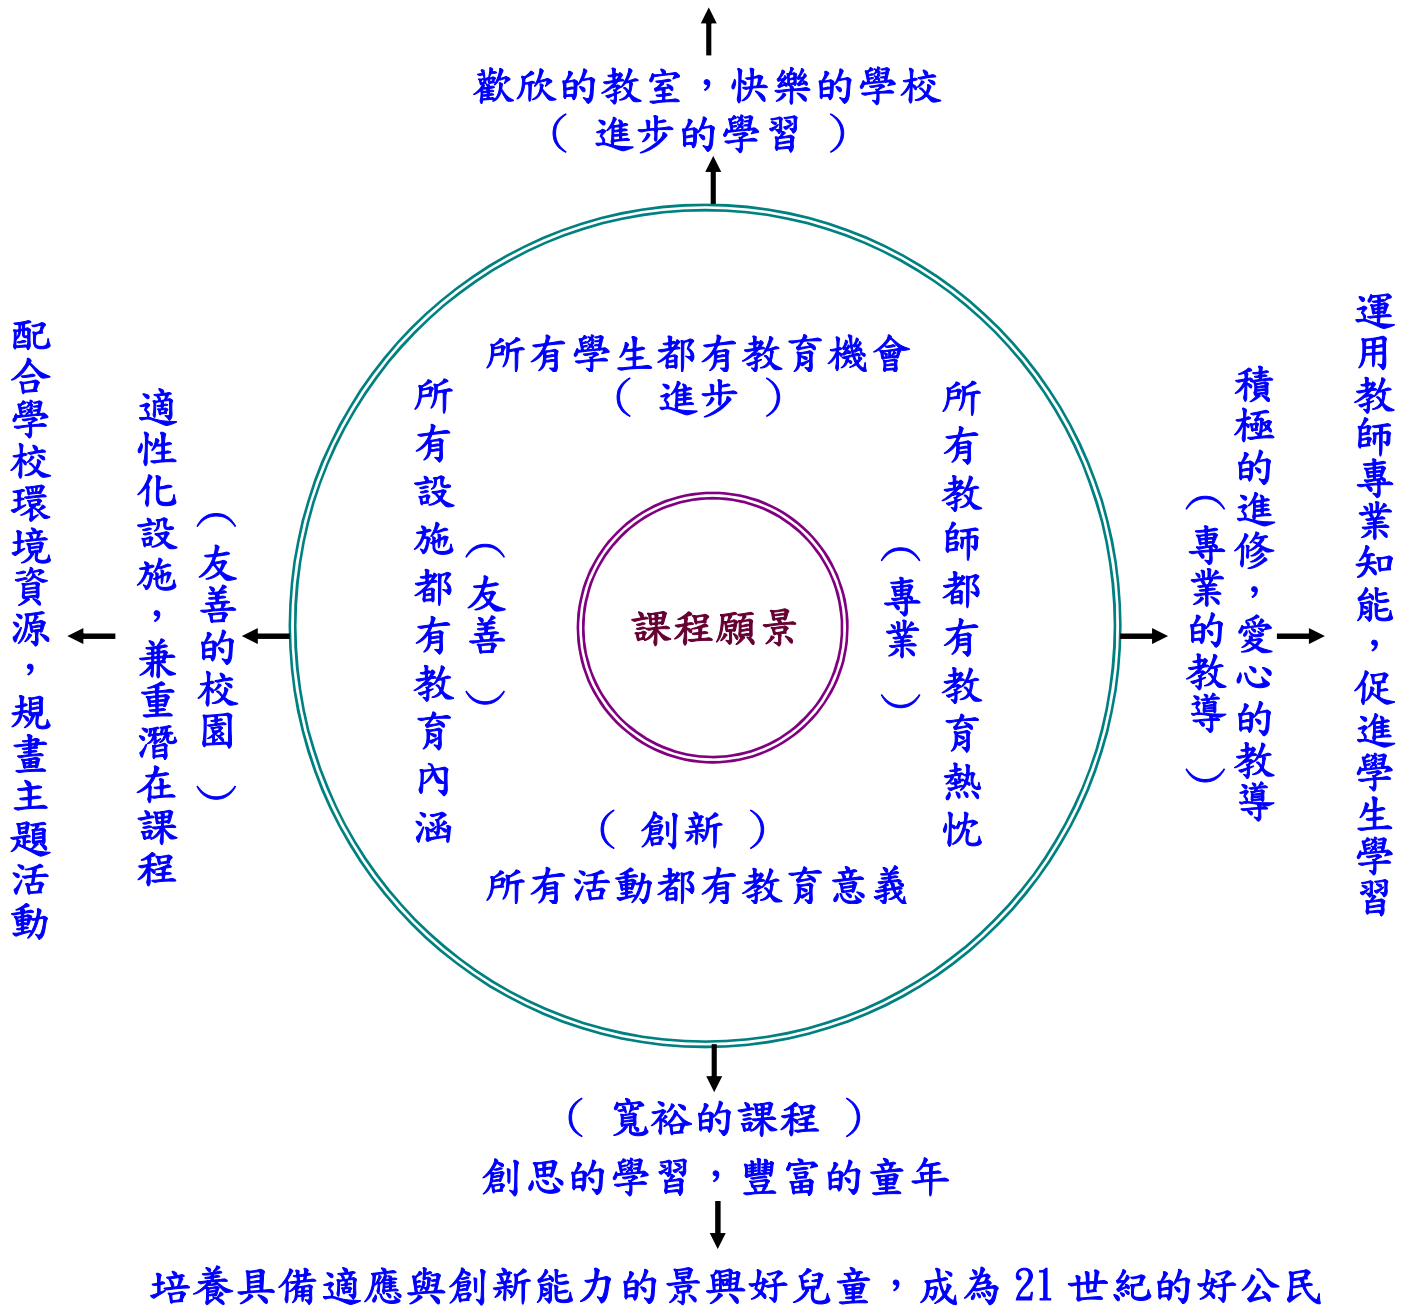 歡欣的教室，快樂的學校
（ 進步的學習 ）
所有學生都有教育機會
（ 進步 ）
配合學校環境資源，規畫主題活動
適性化設施，兼重潛在課程
（友善的校園 ）
所有設施都有教育內涵
（友善 ）
課程願景
（專業 ）
所有教師都有教育熱忱
（專業的教導 ）
積極的進修，愛心的教導
運用教師專業知能，促進學生學習
（ 創新 ）
所有活動都有教育意義
（ 寬裕的課程 ）
創思的學習，豐富的童年
培養具備適應與創新能力的景興好兒童，成為 21 世紀的好公民